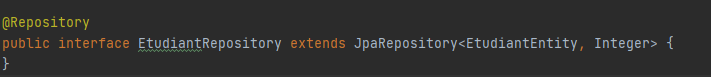 @Repository
public interface EtudiantRepository extends JpaRepository<EtudiantEntity, Integer> {
}